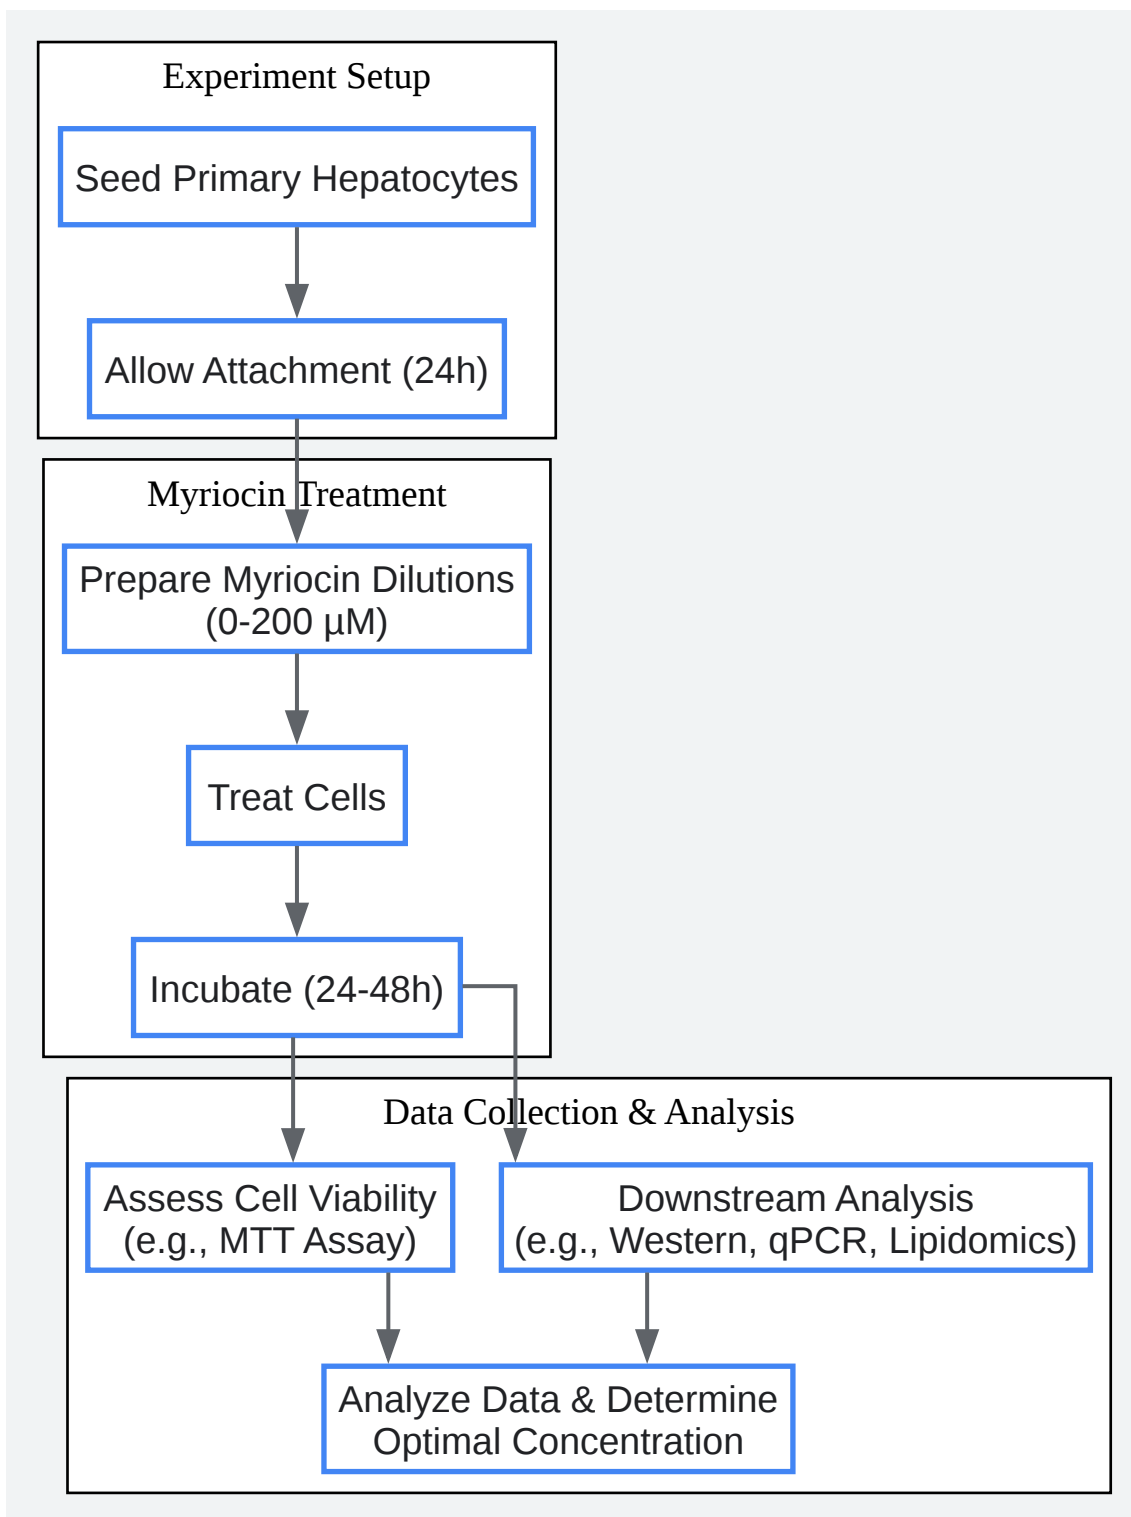 Experiment Setup
Seed Primary Hepatocytes
Allow Attachment (24h)
Myriocin Treatment
Prepare Myriocin Dilutions
(0-200 µM)
Treat Cells
Incubate (24-48h)
Data Collection & Analysis
Assess Cell Viability
(e.g., MTT Assay)
Downstream Analysis
(e.g., Western, qPCR, Lipidomics)
Analyze Data & Determine
Optimal Concentration